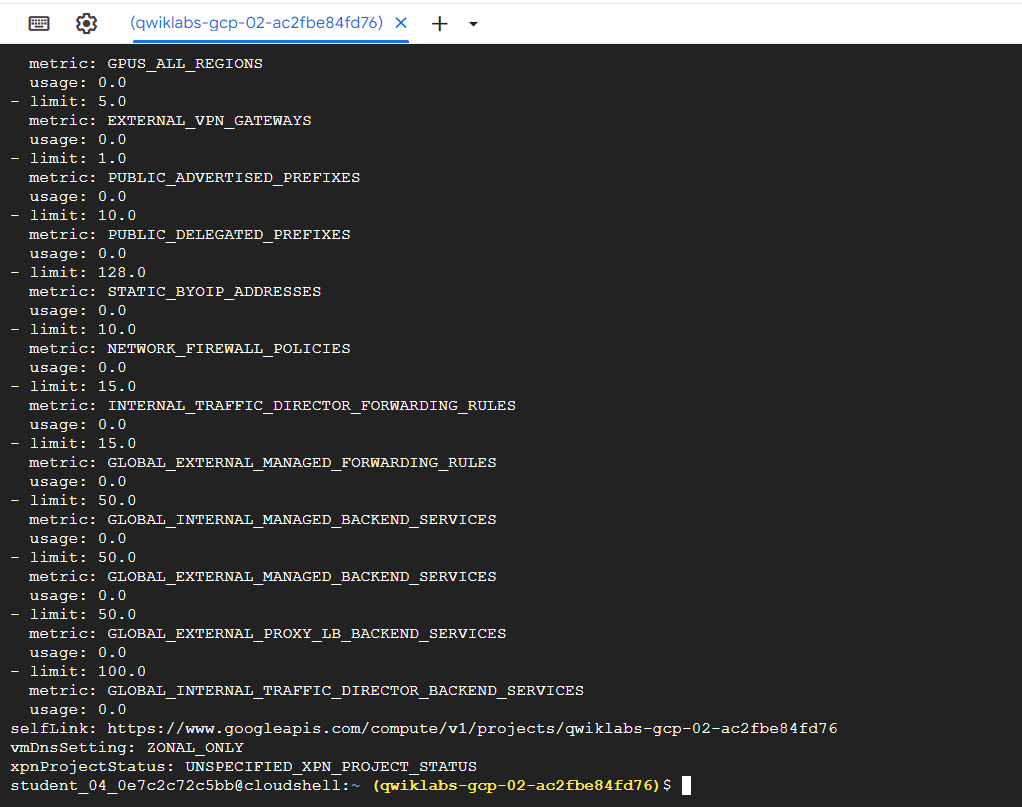 (qwiklabs-gcp-02-ac2fbe84fd76)
metric: GPUS_ALL_REGIONS
usage: 0.0
- limit: 5.0
metric: EXTERNAL_VPN_GATEWAYS
usage: 0.0
- limit: 1.0
metric: PUBLIC_ADVERTISED_PREFIXES
usage: 0.0
- limit: 10.0
metric: PUBLIC_DELEGATED_PREFIXES
usage: 0.0
- limit: 128.0
metric: STATIC_BYOIP_ADDRESSES
usage: 0.0
- limit: 10.0
metric: NETWORK_FIREWALL_POLICIES
usage: 0.0
- limit: 15.0
metric: INTERNAL_TRAFFIC_DIRECTOR_FORWARDING_RULES
usage: 0.0
- limit: 15.0
metric: GLOBAL_EXTERNAL_MANAGED_FORWARDING_RULES
usage: 0.0
- limit: 50.0
metric: GLOBAL_INTERNAL_MANAGED_BACKEND_SERVICES
usage: 0.0
- limit: 50.0
metric: GLOBAL_EXTERNAL_MANAGED_BACKEND_SERVICES
usage: 0.0
- limit: 50.0
metric: GLOBAL_EXTERNAL_PROXY_LB_BACKEND_SERVICES
usage: 0.0
- limit: 100.0
metric: GLOBAL_INTERNAL_TRAFFIC_DIRECTOR_BACKEND_SERVICES
usage: 0.0
selfLink: https://www.googleapis.com/compute/v1/projects/qwiklabs-gcp-02-ac2fbe84fd76
vmDnsSetting: ZONAL_ONLY
xpnProjectStatus: UNSPECIFIED_XPN_PROJECT_STATUS
student_04_0e7c2c72c5bb@cloudshell:~ (qwiklabs-gcp-02-ac2fbe84fd76)$